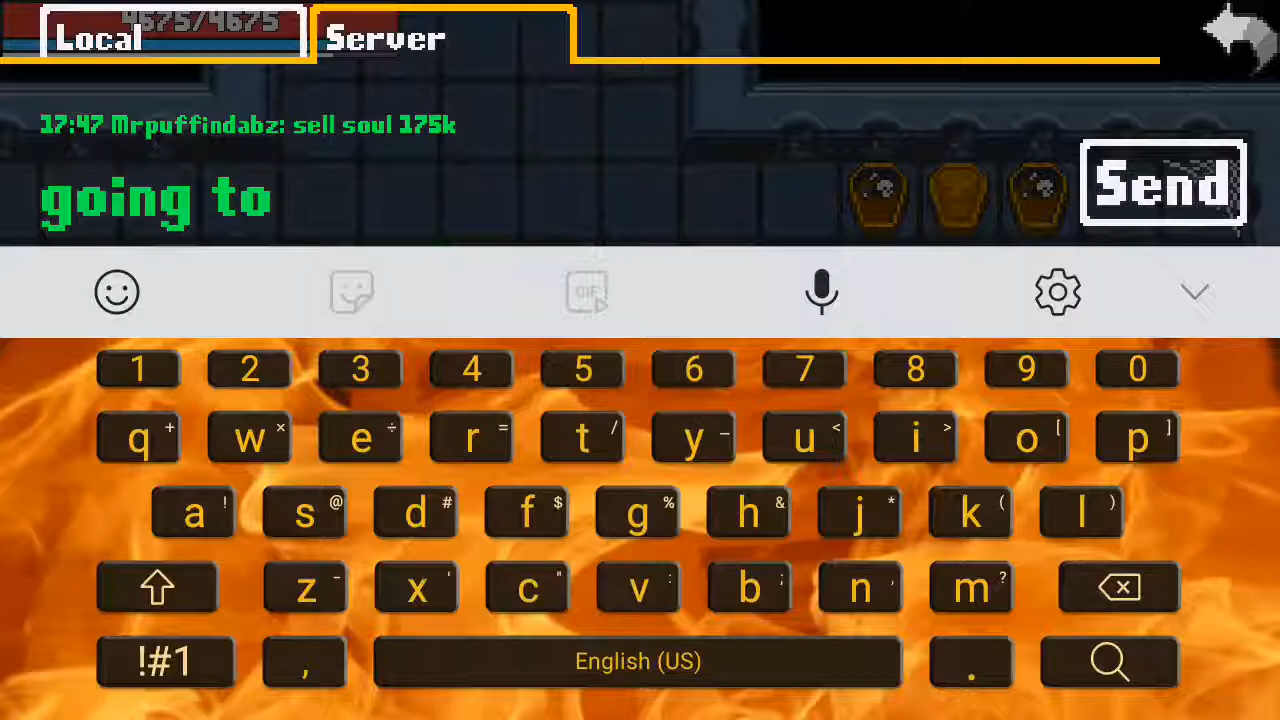 4675/4675
Local Server
17:47 Mrpuffindabz: sell soul 175k
going to
Send
GIF
1 2 3 4 5 6 7 8 9 0
q + w × e ÷ r = t / y _ u < i > o [ p ]
a ! s @ d # f $ g % h & j * k ( l )
z - x ' c " v : b ; n , m ?
!#1 , English (US) .